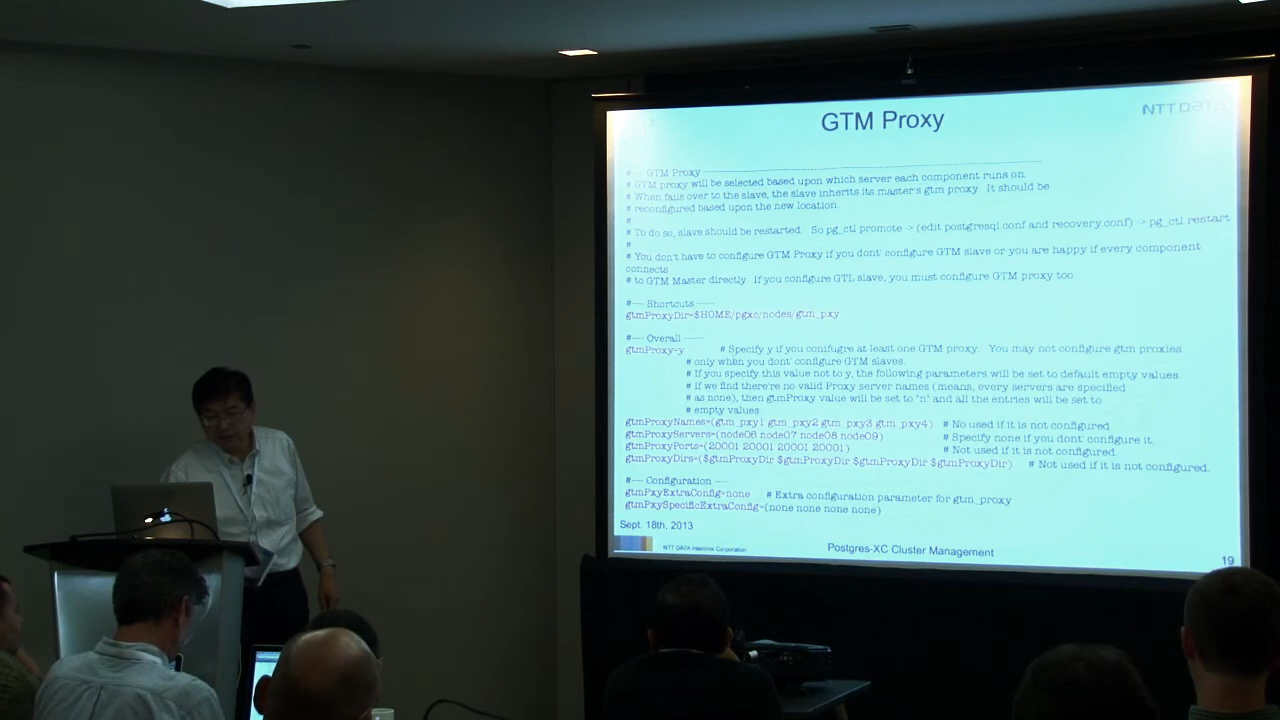 GTM Proxy
NTT DATA
#--- GTM Proxy ---
# GTM proxy will be selected based upon which server each component runs on.
# When fails over to the slave, the slave inherits its master's gtm proxy. It should be
# reconfigured based upon the new location.
#
# To do so, slave should be restarted. So pg_ctl promote -> (edit postgresql.conf and recovery.conf) -> pg_ctl restart
#
# You don't have to configure GTM Proxy if you dont' configure GTM slave or you are happy if every component
connects
# to GTM Master directly. If you configure GTL slave, you must configure GTM proxy too.
#---- Shortcuts ------
gtmProxyDir=$HOME/pgxc/nodes/gtm_pxy
#---- Overall -------
gtmProxy=y # Specify y if you conifugre at least one GTM proxy. You may not configure gtm proxies
# only when you dont' configure GTM slaves.
# If you specify this value not to y, the following parameters will be set to default empty values.
# If we find there're no valid Proxy server names (means, every servers are specified
# as none), then gtmProxy value will be set to "n" and all the entries will be set to
# empty values.
gtmProxyNames=(gtm_pxy1 gtm_pxy2 gtm_pxy3 gtm_pxy4) # No used if it is not configured
gtmProxyServers=(node06 node07 node08 node09) # Specify none if you dont' configure it.
gtmProxyPorts=(20001 20001 20001 20001) # Not used if it is not configured.
gtmProxyDirs=($gtmProxyDir $gtmProxyDir $gtmProxyDir $gtmProxyDir) # Not used if it is not configured.
#---- Configuration ----
gtmPxyExtraConfig=none # Extra configuration parameter for gtm_proxy
gtmPxySpecificExtraConfig=(none none none none)
Sept. 18th, 2013
NTT DATA Intellilink Corporation
Postgres-XC Cluster Management
19